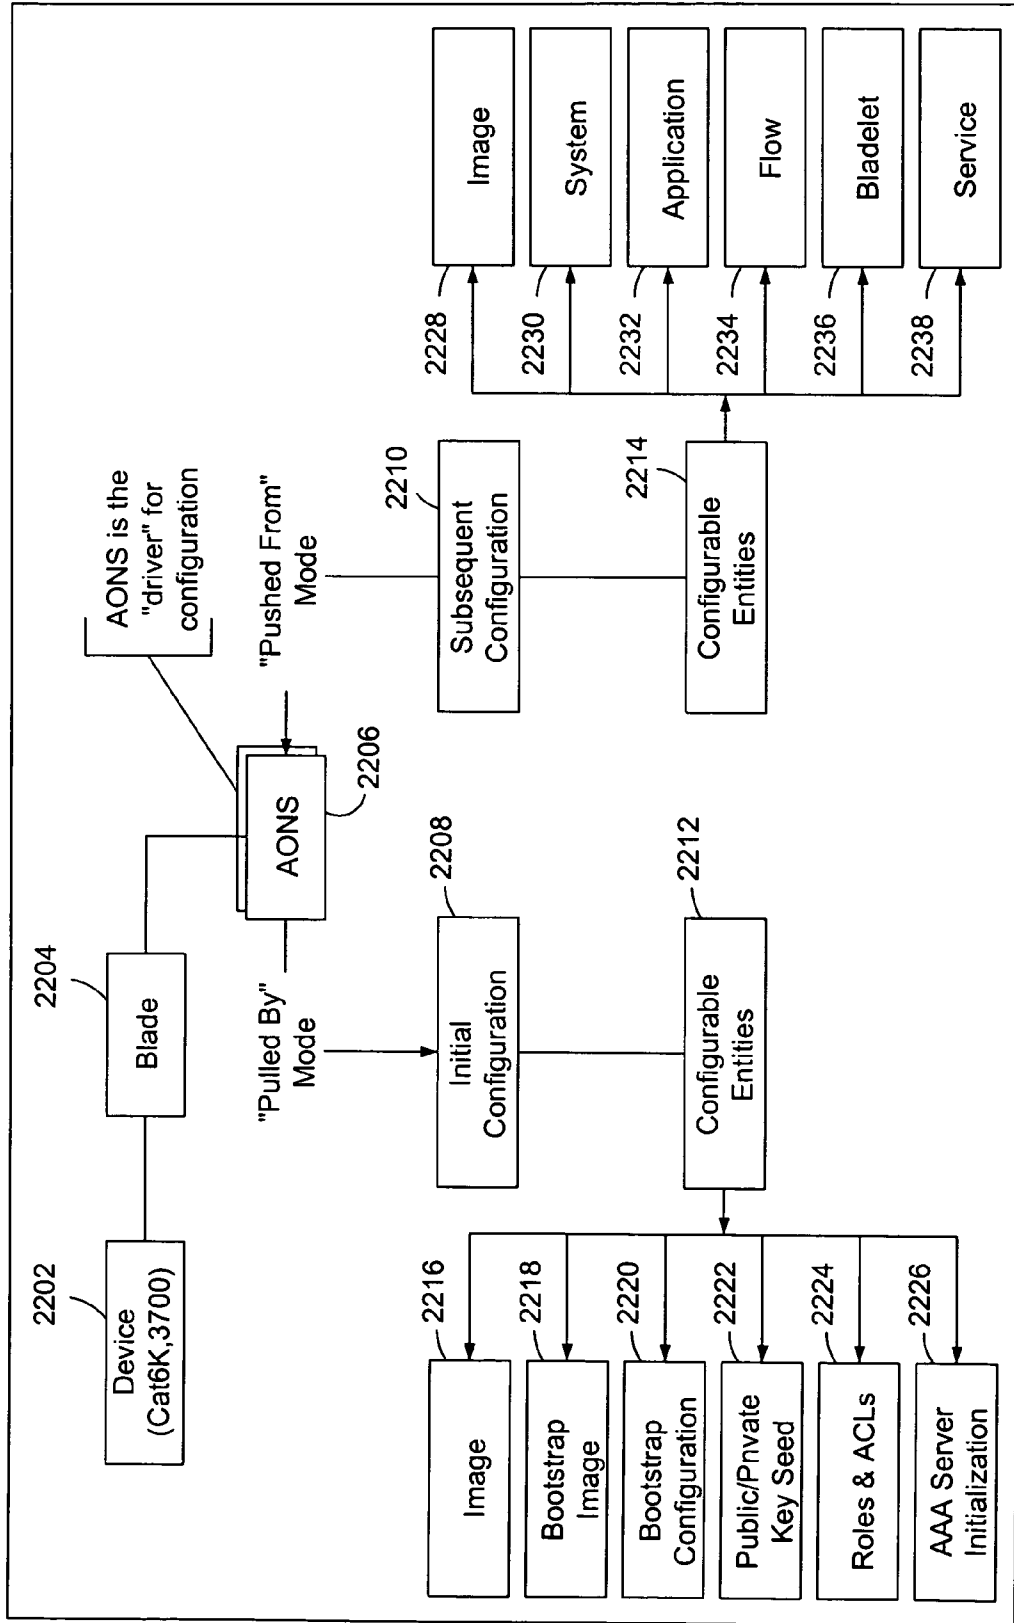 2202
Device
(Cat6K,3700)
2204
Blade
AONS is the
"driver" for
configuration
AONS
2206
"Pulled By"
Mode
"Pushed From"
Mode
2208
Initial
Configuration
2210
Subsequent
Configuration
2212
Configurable
Entities
2214
Configurable
Entities
2216
Image
2218
Bootstrap
Image
2220
Bootstrap
Configuration
2222
Public/Pnvate
Key Seed
2224
Roles & ACLs
2226
AAA Server
Initialization
2228
Image
2230
System
2232
Application
2234
Flow
2236
Bladelet
2238
Service